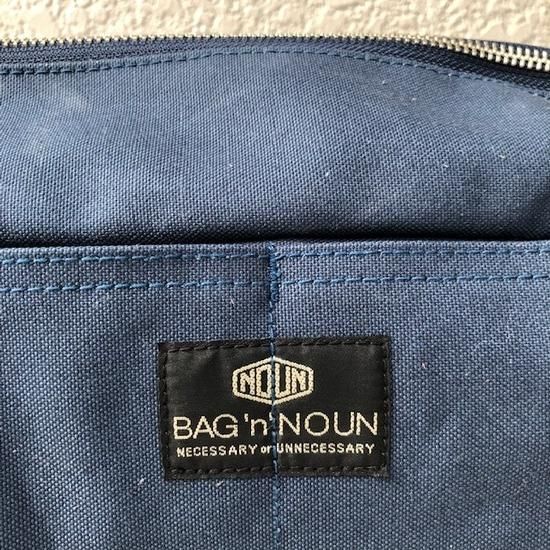 NOUN
BAG 'n' NOUN
NECESSARY or UNNECESSARY